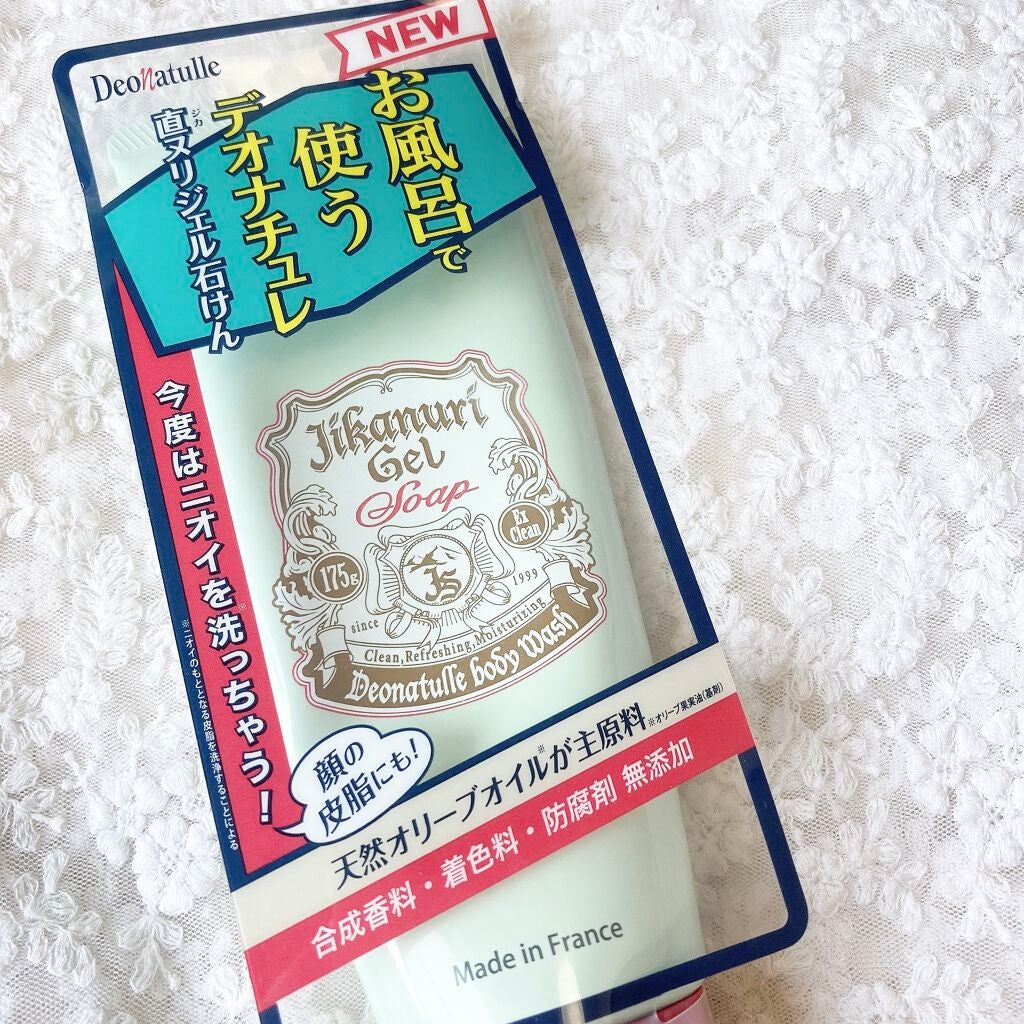 NEW
Deonatulle
お風呂で
使う
デオナチュレ
ジカ
直ヌリジェル石けん
今度はニオイを洗っちゃう!
※
※ニオイのもととなる皮脂を洗浄することによる
Jikanuri
Gel
Soap
175g
Ex
Clean
JS
since 1999
Clean,Refreshing,Moisturizing
Deonatulle body wash
顔の
皮脂にも!
天然オリーブオイル※が主原料 ※オリーブ果実油(基剤)
合成香料・着色料・防腐剤 無添加
Made in France